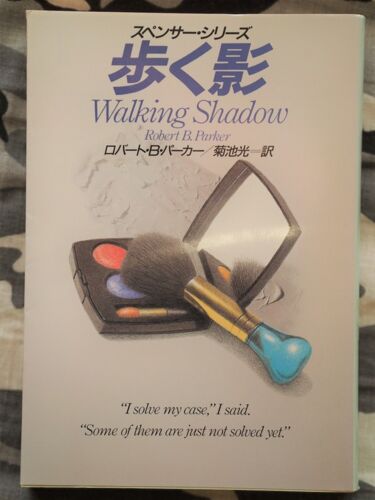 スペンサー・シリーズ
歩く影
Walking Shadow
Robert B. Parker
ロバート・B・パーカー／菊池光＝訳
“I solve my case,” I said.
“Some of them are just not solved yet.”